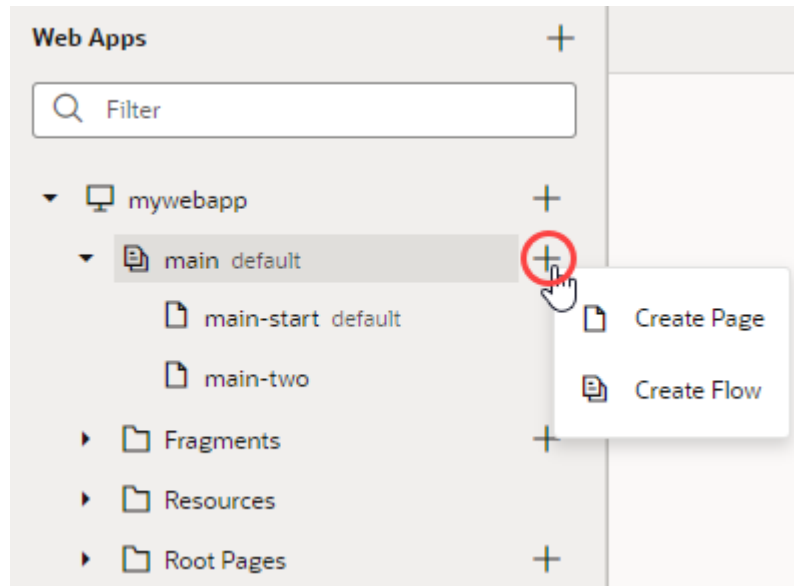 Web Apps
Filter
mywebapp
main default
main-start default
Create Page
main-two
Create Flow
Fragments
Resources
Root Pages